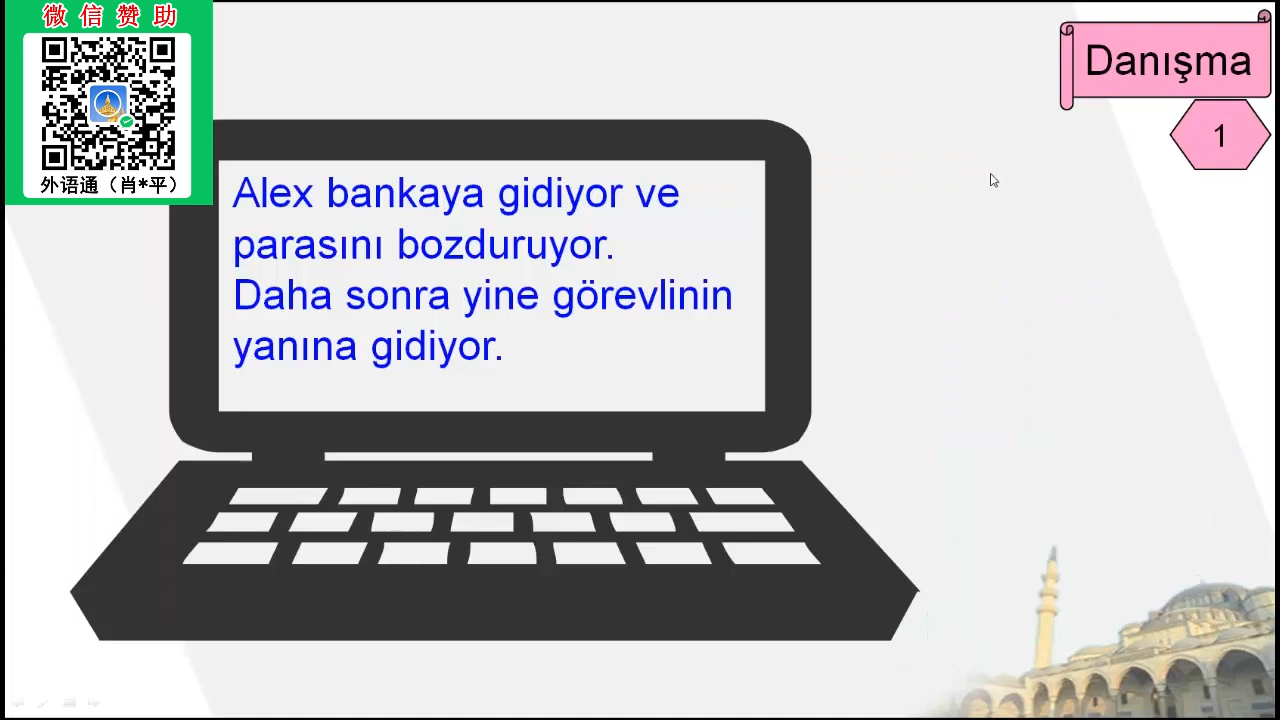 微信赞助
外语通（肖*平）
Danışma
1
Alex bankaya gidiyor ve
parasını bozduruyor.
Daha sonra yine görevlinin
yanına gidiyor.